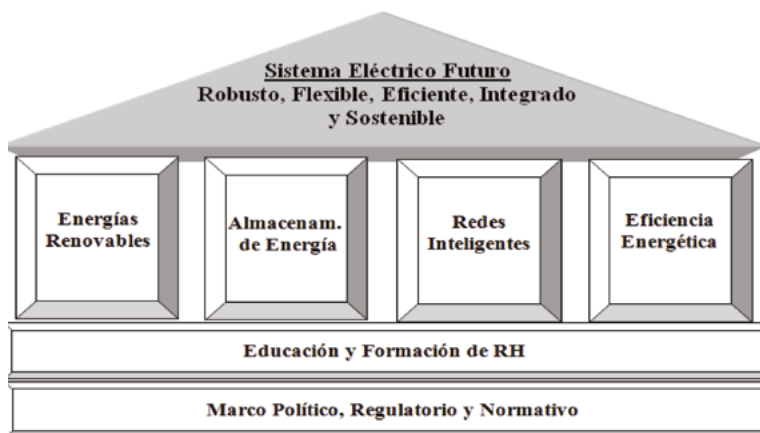 Sistema Eléctrico Futuro
Robusto, Flexible, Eficiente, Integrado
y Sostenible
Energías
Renovables
Almacenam.
de Energía
Redes
Inteligentes
Eficiencia
Energética
Educación y Formación de RH
Marco Político, Regulatorio y Normativo